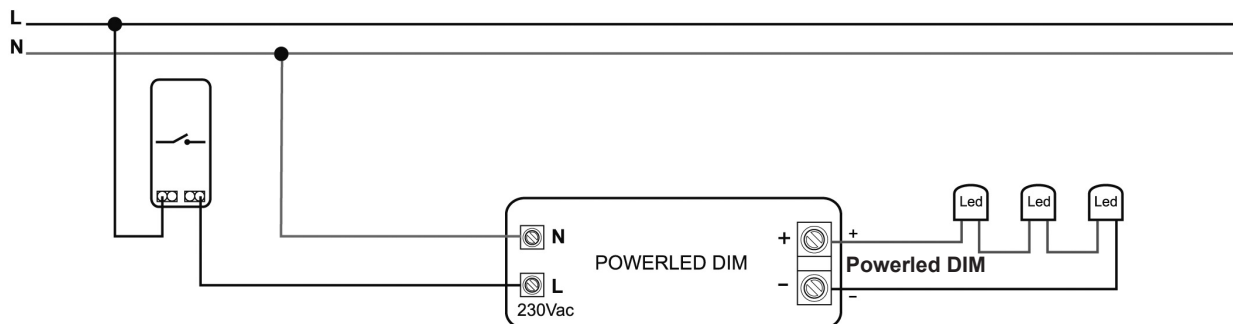 L
N
Led Led Led
N
+ +
POWERLED DIM
Powerled DIM
L
– –
230Vac